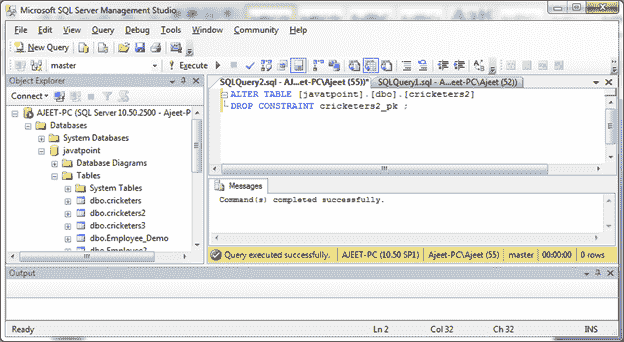 Microsoft SQL Server Management Studio
File Edit View Query Debug Tools Window Community Help
New Query
master Execute
Object Explorer
Connect
AJEET-PC (SQL Server 10.50.2500 - Ajeet-P
Databases
System Databases
javatpoint
Database Diagrams
Tables
System Tables
dbo.cricketers
dbo.cricketers2
dbo.cricketers3
dbo.Employee_Demo
dbo.Employee2
SQLQuery2.sql - AJ...et-PC\Ajeet (55))* SQLQuery1.sql - A...eet-PC\Ajeet (52))
ALTER TABLE [javatpoint].[dbo].[cricketers2]
DROP CONSTRAINT cricketers2_pk ;
Messages
Command(s) completed successfully.
Query executed successfully. AJEET-PC (10.50 SP1) Ajeet-PC\Ajeet (55) master 00:00:00 0 rows
Output
Ready Ln 2 Col 32 Ch 32 INS